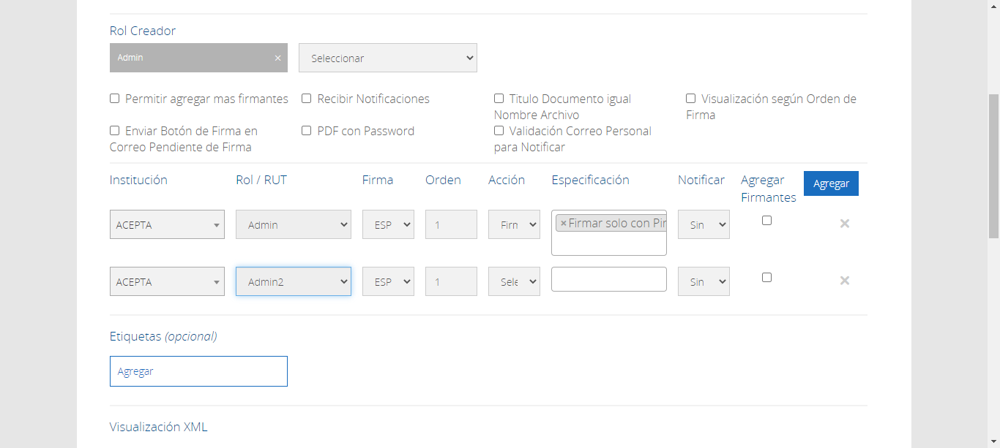 Rol Creador
Admin × Seleccionar
Permitir agregar mas firmantes Recibir Notificaciones Titulo Documento igual Nombre Archivo Visualización según Orden de Firma
Enviar Botón de Firma en Correo Pendiente de Firma PDF con Password Validación Correo Personal para Notificar
Institución Rol / RUT Firma Orden Acción Especificación Notificar Agregar Firmantes Agregar
ACEPTA Admin ESP 1 Firm × Firmar solo con Pin Sin ×
ACEPTA Admin2 ESP 1 Sele Sin ×
Etiquetas (opcional)
Agregar
Visualización XML